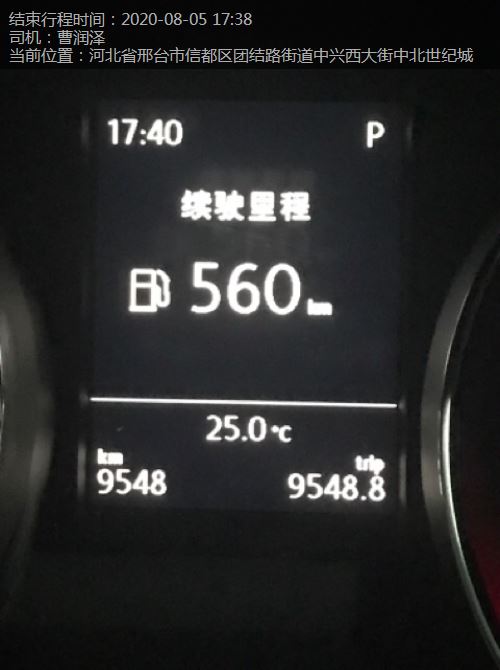 结束行程时间：2020-08-05 17:38
司机：曹润泽
当前位置：河北省邢台市信都区团结路街道中兴西大街中北世纪城
17:40 P
续驶里程
560 km
25.0 °C
km trip
9548 9548.8